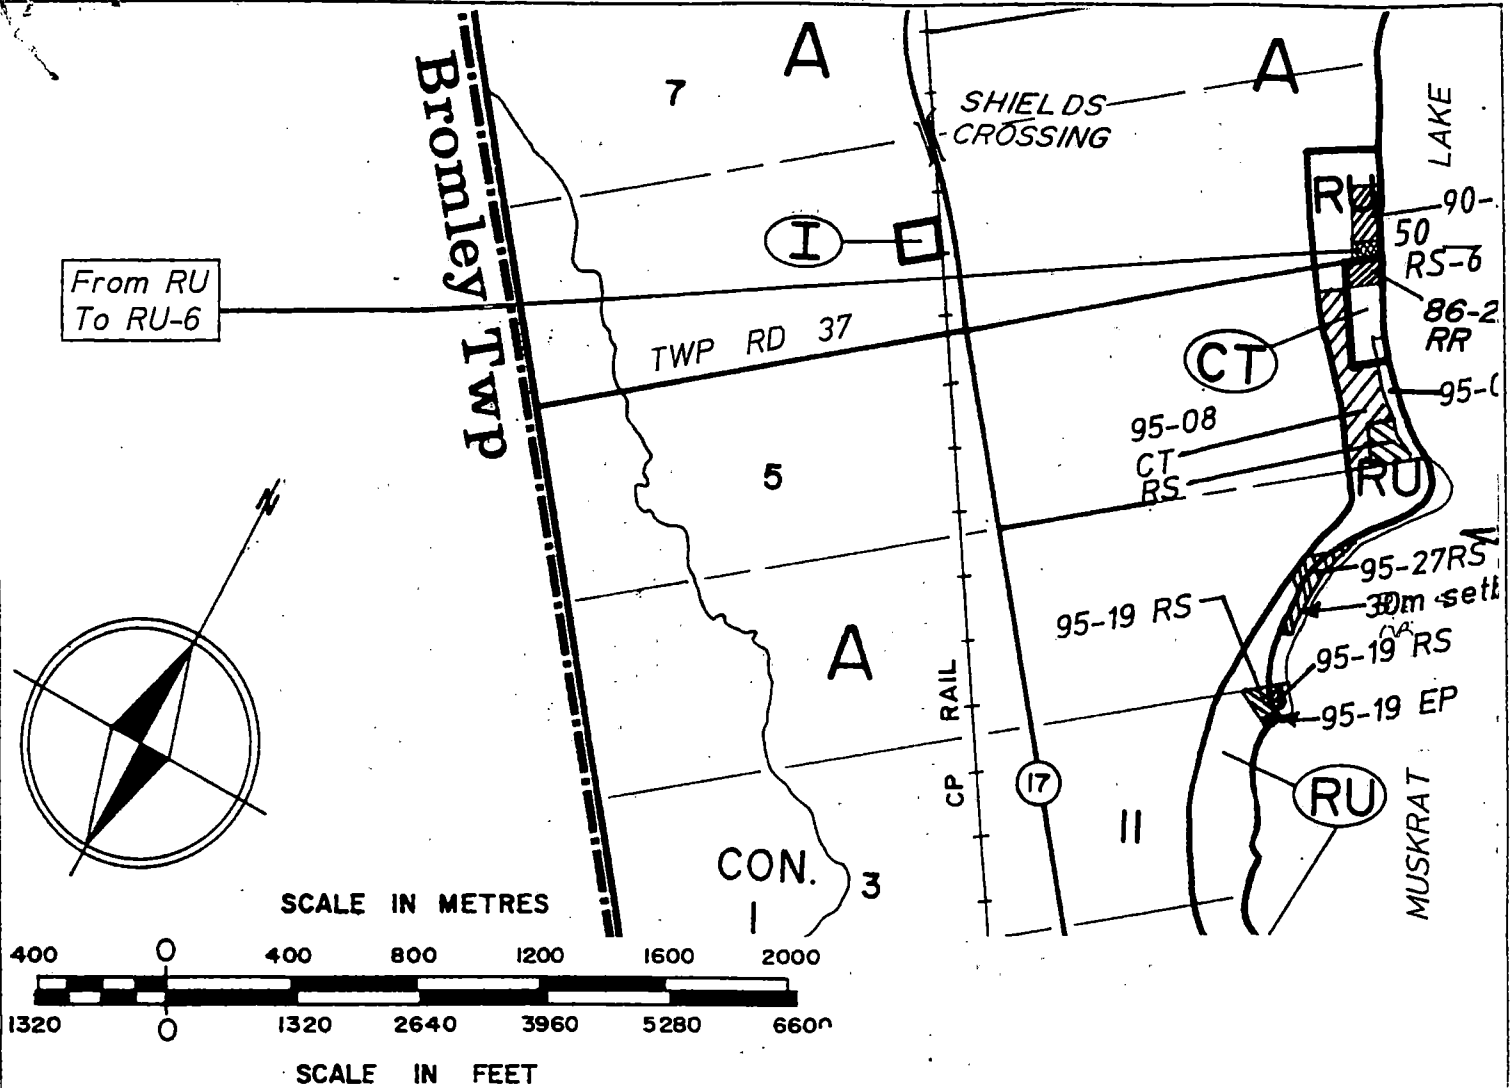 A
A
7
SHIELDS
CROSSING
LAKE
Bromley Twp
RU
I
90-
50
RS-6
From RU
To RU-6
86-2
RR
TWP RD 37
CT
95-08
CT
RS
5
RU
95-27RS
30m
95-19 RS
95-19 RS
95-19 EP
N
A
CP RAIL
17
RU
II
MUSKRAT
CON.
I
3
SCALE IN METRES
400 0 400 800 1200 1600 2000
1320 0 1320 2640 3960 5280
SCALE IN FEET